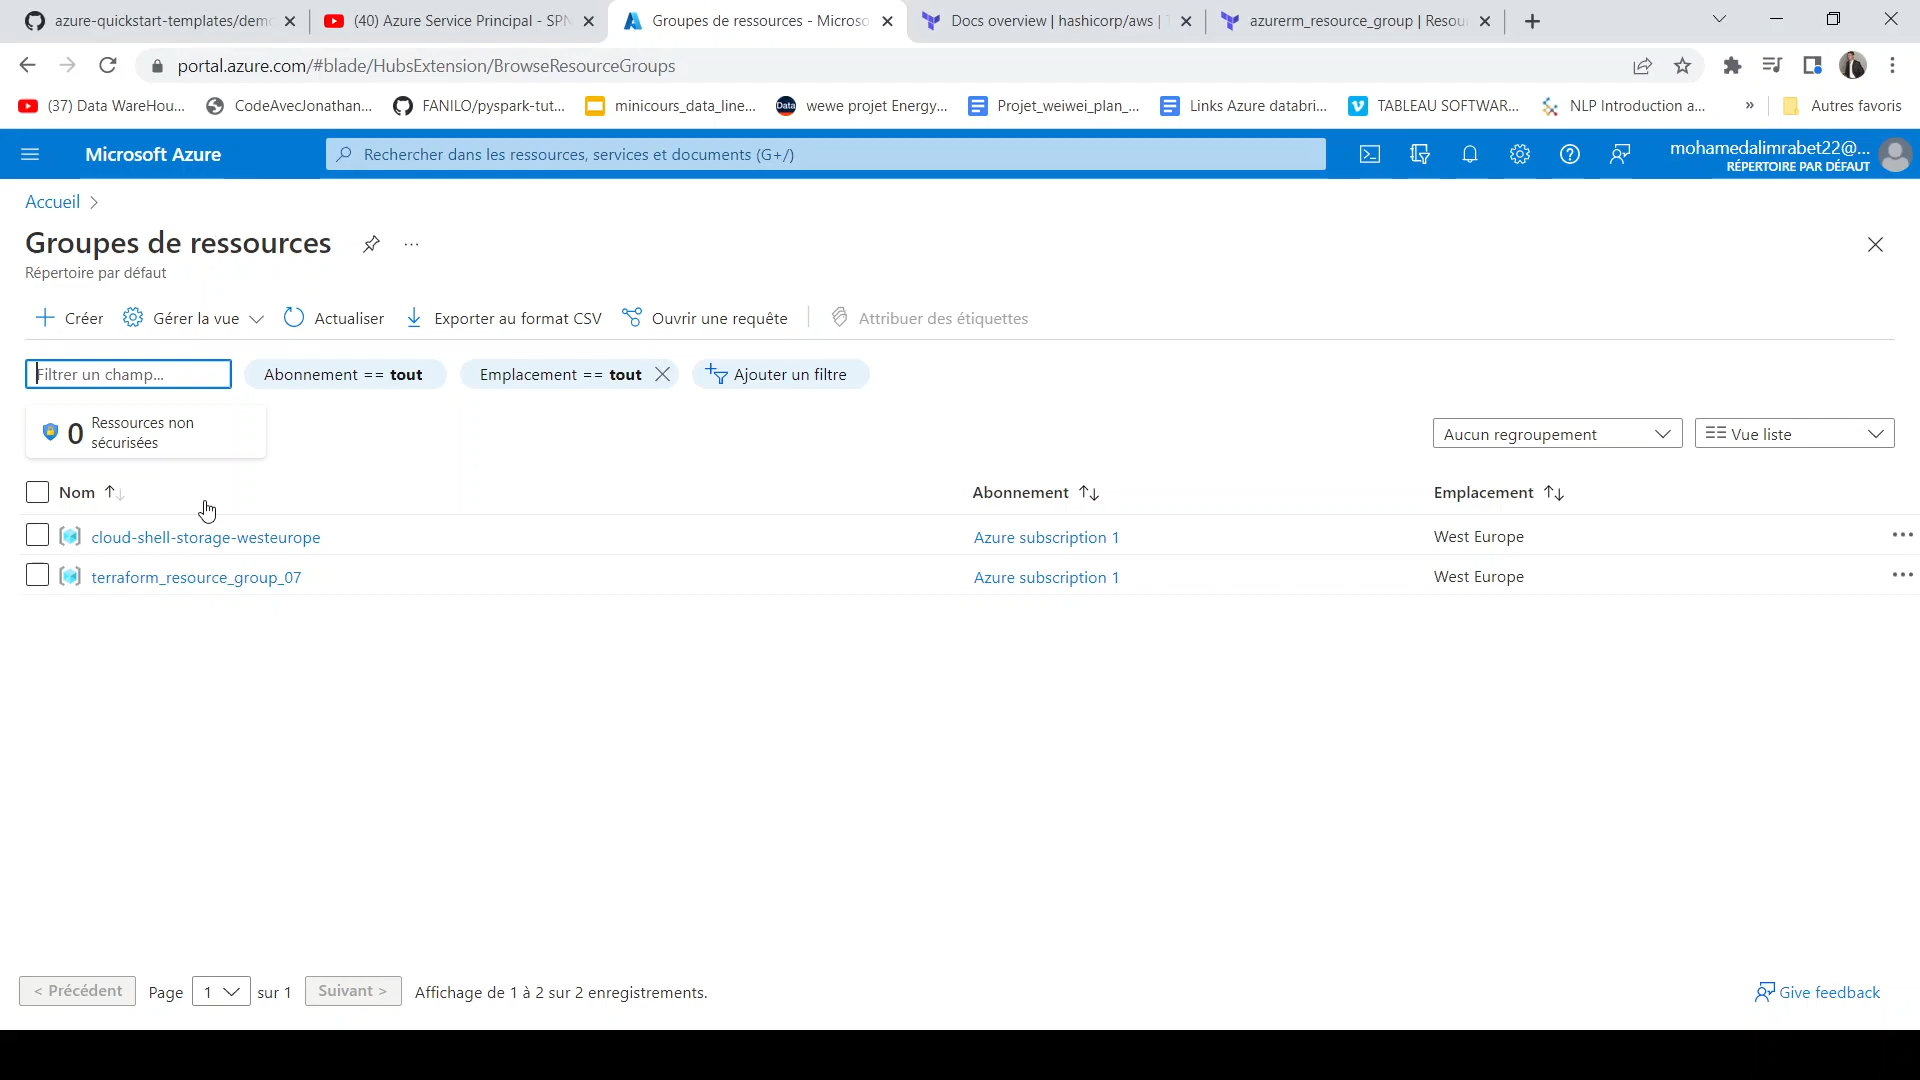 azure-quickstart-templates/dem
(40) Azure Service Principal - SPN
Groupes de ressources - Microso
Docs overview | hashicorp/aws | T
azurerm_resource_group | Resou
portal.azure.com/#blade/HubsExtension/BrowseResourceGroups
(37) Data WareHou...
CodeAvecJonathan...
FANILO/pyspark-tut...
minicours_data_line...
Data
wewe projet Energy...
Projet_weiwei_plan_...
Links Azure databri...
TABLEAU SOFTWAR...
NLP Introduction a...
»
Autres favoris
Microsoft Azure
Rechercher dans les ressources, services et documents (G+/)
mohamedalimrabet22@...
RÉPERTOIRE PAR DÉFAUT
Accueil >
Groupes de ressources
...
Répertoire par défaut
Créer
Gérer la vue
Actualiser
Exporter au format CSV
Ouvrir une requête
Attribuer des étiquettes
Filtrer un champ...
Abonnement == tout
Emplacement == tout
Ajouter un filtre
0 Ressources non
sécurisées
Aucun regroupement
Vue liste
Nom
Abonnement
Emplacement
cloud-shell-storage-westeurope
Azure subscription 1
West Europe
...
terraform_resource_group_07
Azure subscription 1
West Europe
...
< Précédent
Page
1
sur 1
Suivant >
Affichage de 1 à 2 sur 2 enregistrements.
Give feedback